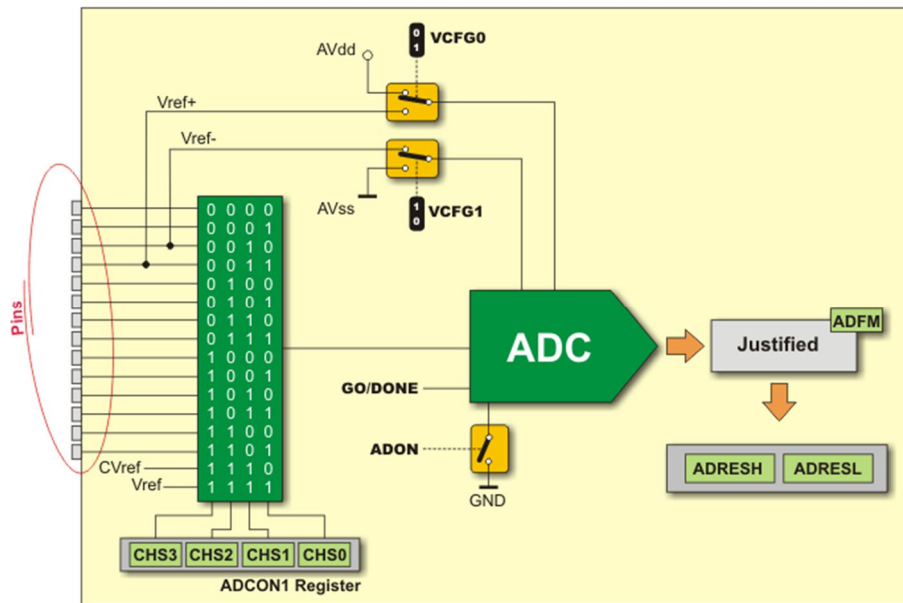 0
1
VCFG0
AVdd
Vref+
Vref-
AVss
1
0
VCFG1
Pins
0 0 0 0
0 0 0 1
0 0 1 0
0 0 1 1
0 1 0 0
0 1 0 1
0 1 1 0
0 1 1 1
1 0 0 0
1 0 0 1
1 0 1 0
1 0 1 1
1 1 0 0
1 1 0 1
1 1 1 0
1 1 1 1
CVref
Vref
CHS3 CHS2 CHS1 CHS0
ADCON1 Register
ADC
GO/DONE
ADON
GND
ADFM
Justified
ADRESH ADRESL